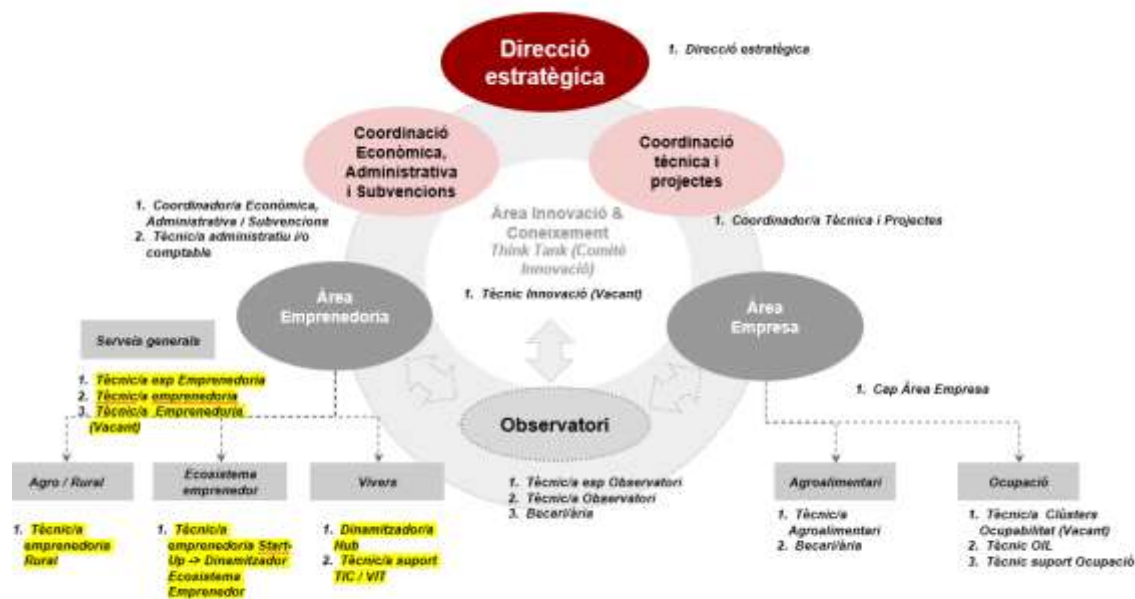 Direcció
estratègica
1. Direcció estratègica
Coordinació
Econòmica,
Administrativa
i Subvencions
Coordinació
tècnica i
projectes
1. Coordinador/a Econòmica,
Administrativa i Subvencions
2. Tècnic/a administratiu i/o
comptable
Àrea Innovació &
Coneixement
Think Tank (Comitè
Innovació)
1. Tècnic Innovació (Vacant)
1. Coordinador/a Tècnica i Projectes
Àrea
Emprenedoria
Àrea
Empresa
Serveis generals
1. Tècnic/a esp Emprenedoria
2. Tècnic/a emprenedoria
3. Tècnic/a Emprenedoria
(Vacant)
1. Cap Àrea Empresa
Observatori
1. Tècnic/a esp Observatori
2. Tècnic/a Observatori
3. Becari/ària
Agro / Rural
1. Tècnic/a
emprenedoria
Rural
Ecosistema
emprenedor
1. Tècnic/a
emprenedoria Start-
Up -> Dinamitzador
Ecosistema
Emprenedor
Vivers
1. Dinamitzador/a
Hub
2. Tècnic/a suport
TIC / VIT
Agroalimentari
1. Tècnic/a
Agroalimentari
2. Becari/ària
Ocupació
1. Tècnic/a Clústers
Ocupabilitat (Vacant)
2. Tècnic OIL
3. Tècnic suport Ocupació